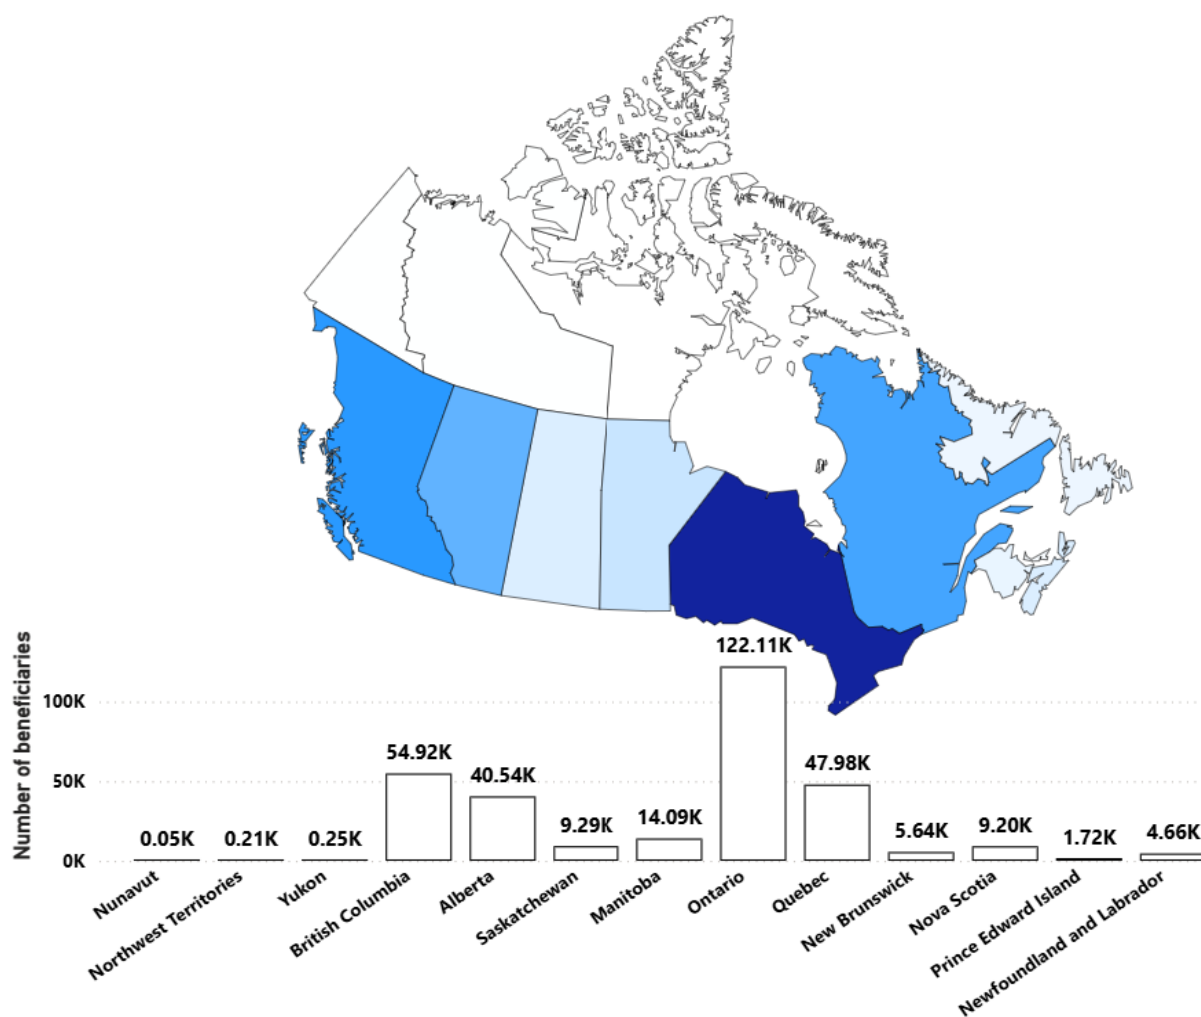 Number of beneficiaries
100K
50K
0K
0.05K
0.21K
0.25K
54.92K
40.54K
9.29K
14.09K
122.11K
47.98K
5.64K
9.20K
1.72K
4.66K
Nunavut
Northwest Territories
Yukon
British Columbia
Alberta
Saskatchewan
Manitoba
Ontario
Quebec
New Brunswick
Nova Scotia
Prince Edward Island
Newfoundland and Labrador